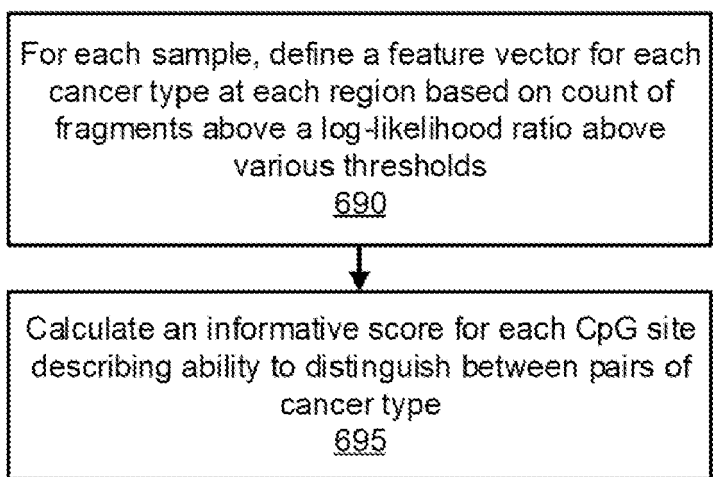 For each sample, define a feature vector for each
cancer type at each region based on count of
fragments above a log-likelihood ratio above
various thresholds
690
Calculate an informative score for each CpG site
describing ability to distinguish between pairs of
cancer type
695